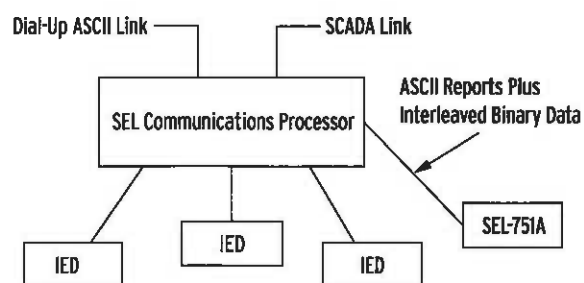 Dial-Up ASCII Link
SCADA Link
ASCII Reports Plus
Interleaved Binary Data
SEL Communications Processor
SEL-751A
IED
IED
IED